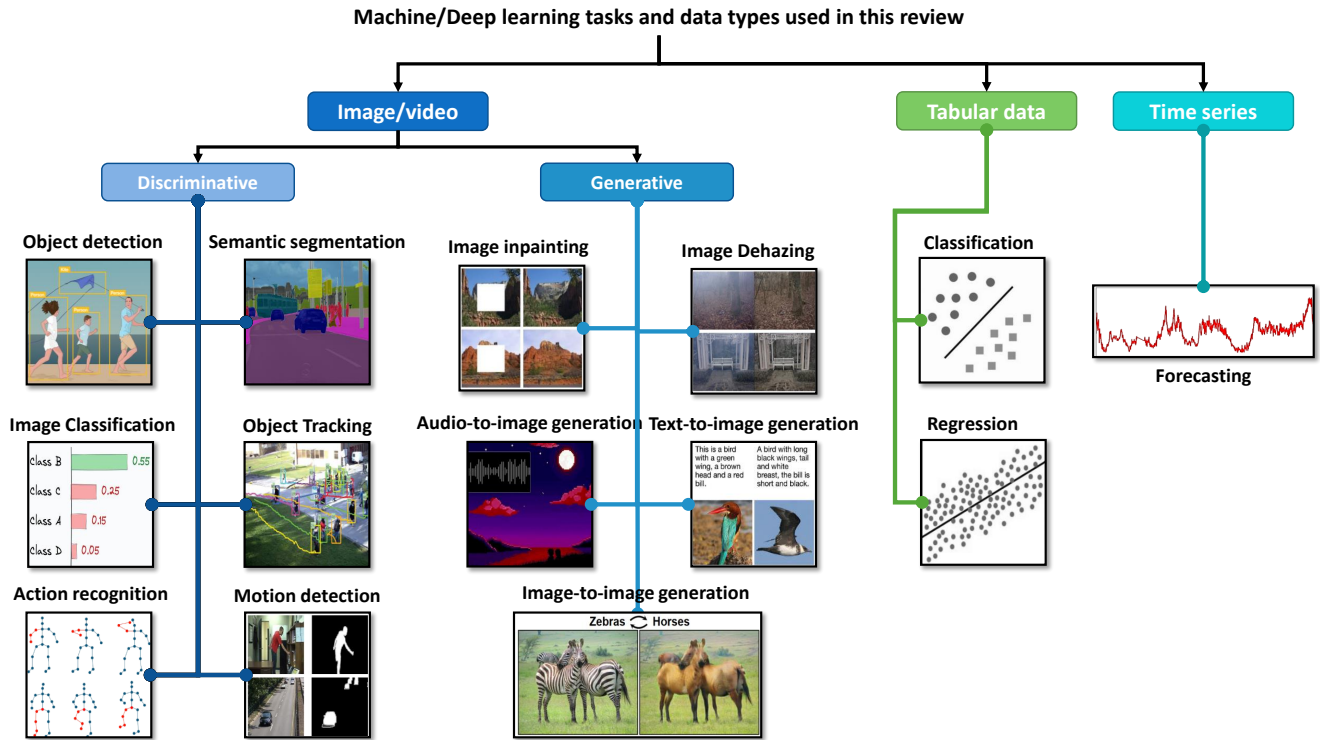 Machine/Deep learning tasks and data types used in this review
Image/video
Tabular data
Time series
Discriminative
Generative
Object detection
Semantic segmentation
Image inpainting
Image Dehazing
Classification
Kite
Person
Person
Person
Forecasting
Image Classification
Object Tracking
Audio-to-image generation
Text-to-image generation
Regression
Class B 0.55
Class C 0.25
Class A 0.15
Class D 0.05
This is a bird
with a green
wing, a brown
head and a red
bill.
A bird with long
black wings, tail
and white
breast, the bill is
short and black.
Action recognition
Motion detection
Image-to-image generation
Zebras Horses